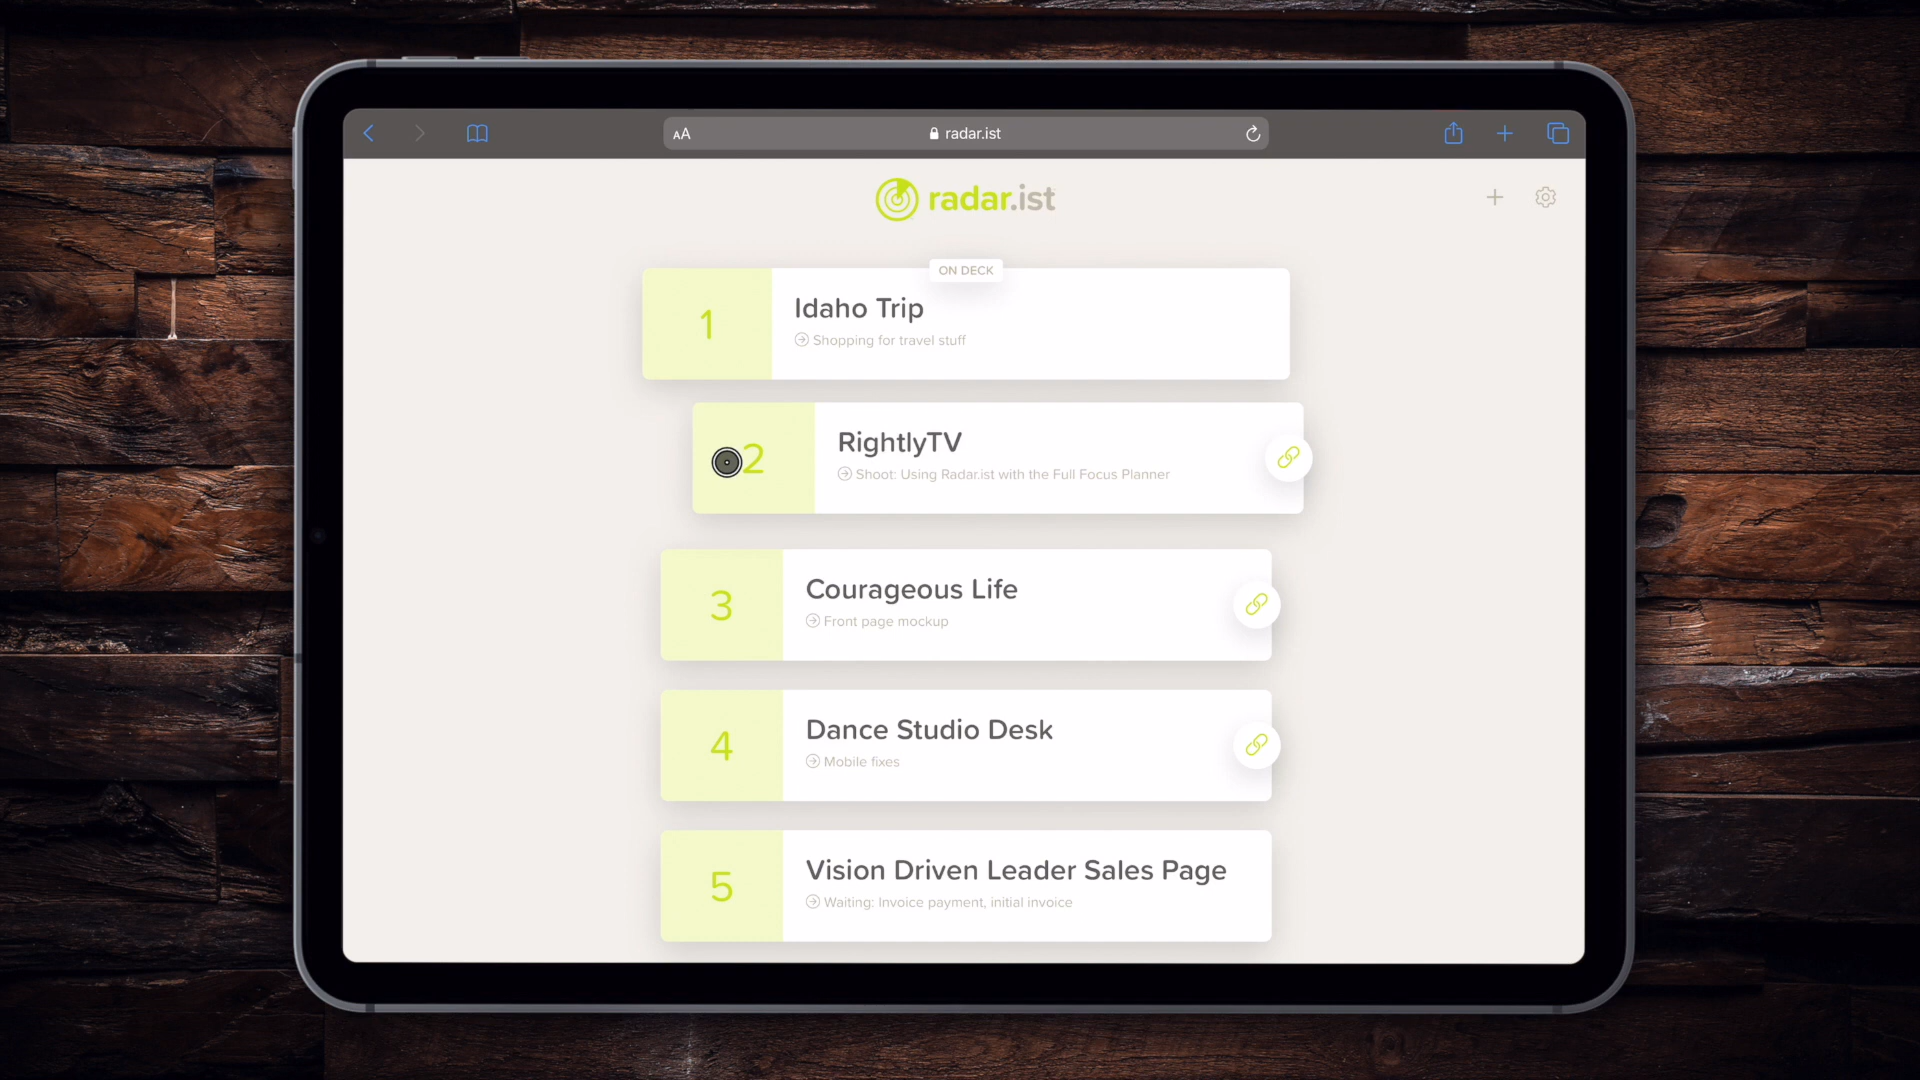 AA
radar.ist
radar.ist
ON DECK
1
Idaho Trip
Shopping for travel stuff
2
RightlyTV
Shoot: Using Radar.ist with the Full Focus Planner
3
Courageous Life
Front page mockup
4
Dance Studio Desk
Mobile fixes
5
Vision Driven Leader Sales Page
Waiting: Invoice payment, initial invoice